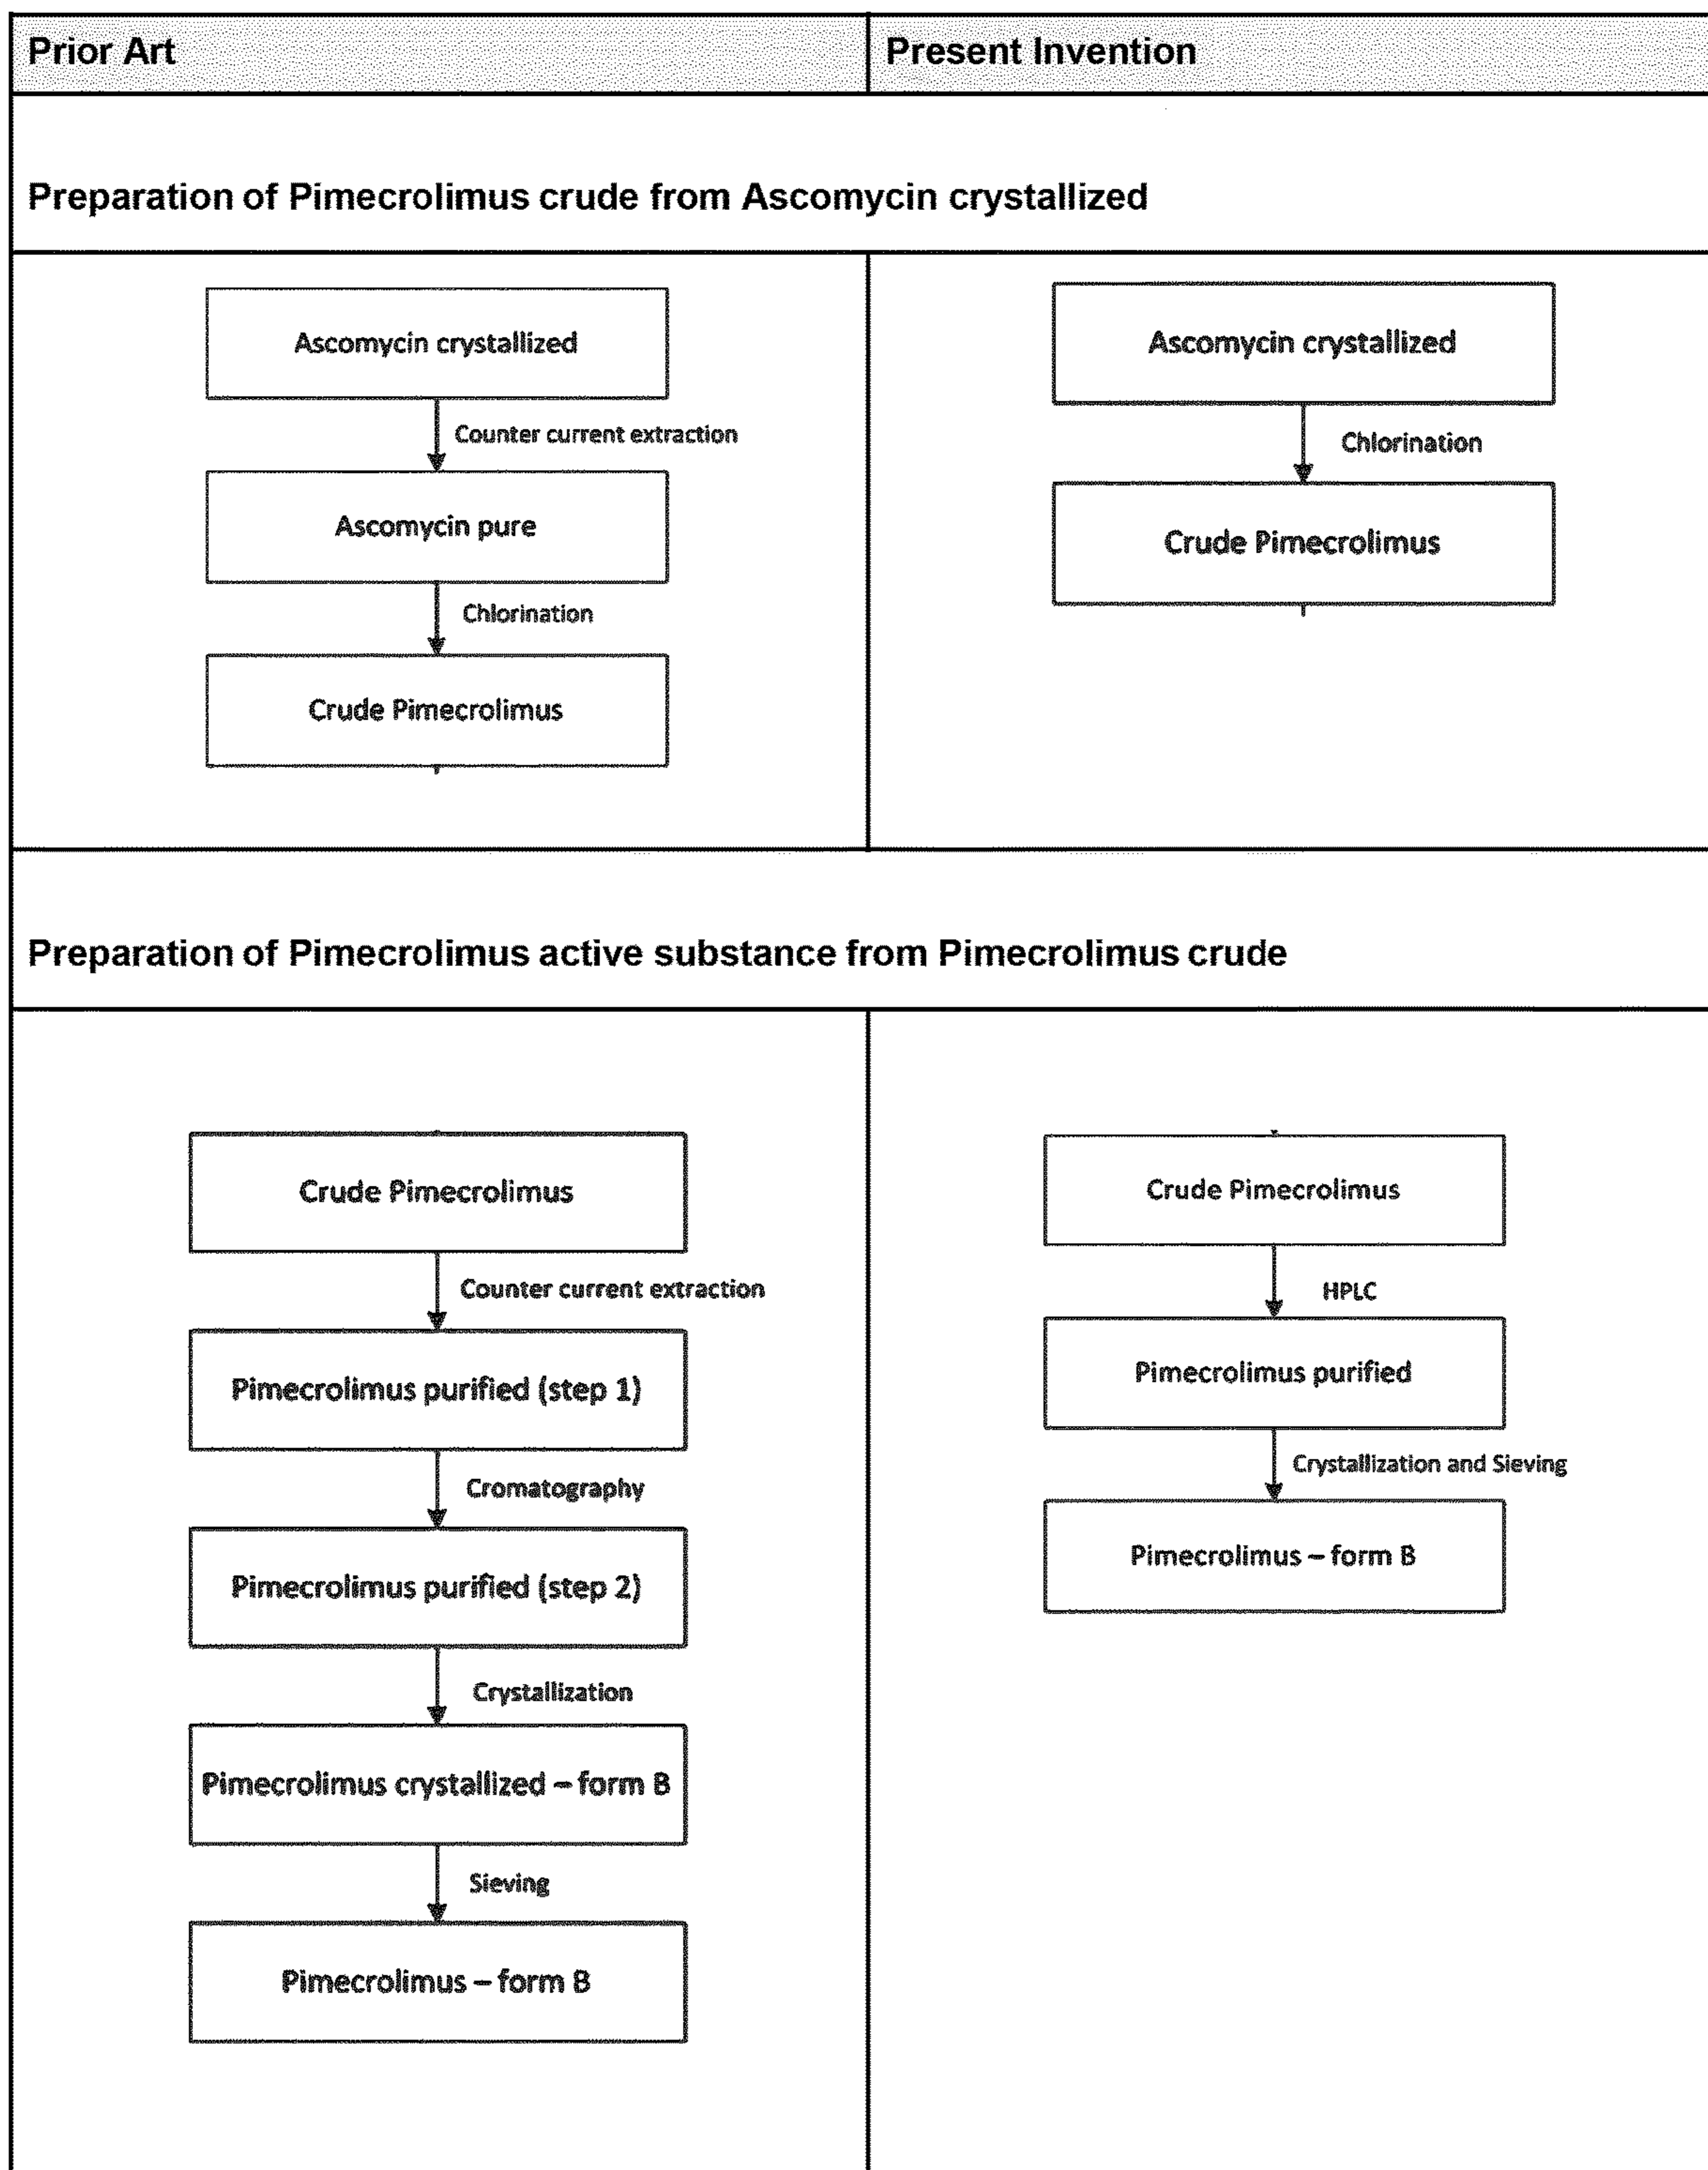 Prior Art
Present Invention
Preparation of Pimecrolimus crude from Ascomycin crystallized
Ascomycin crystallized
Counter current extraction
Ascomycin pure
Chlorination
Crude Pimecrolimus
Ascomycin crystallized
Chlorination
Crude Pimecrolimus
Preparation of Pimecrolimus active substance from Pimecrolimus crude
Crude Pimecrolimus
Counter current extraction
Pimecrolimus purified (step 1)
Cromatography
Pimecrolimus purified (step 2)
Crystallization
Pimecrolimus crystallized – form B
Sieving
Pimecrolimus – form B
Crude Pimecrolimus
HPLC
Pimecrolimus purified
Crystallization and Sieving
Pimecrolimus – form B